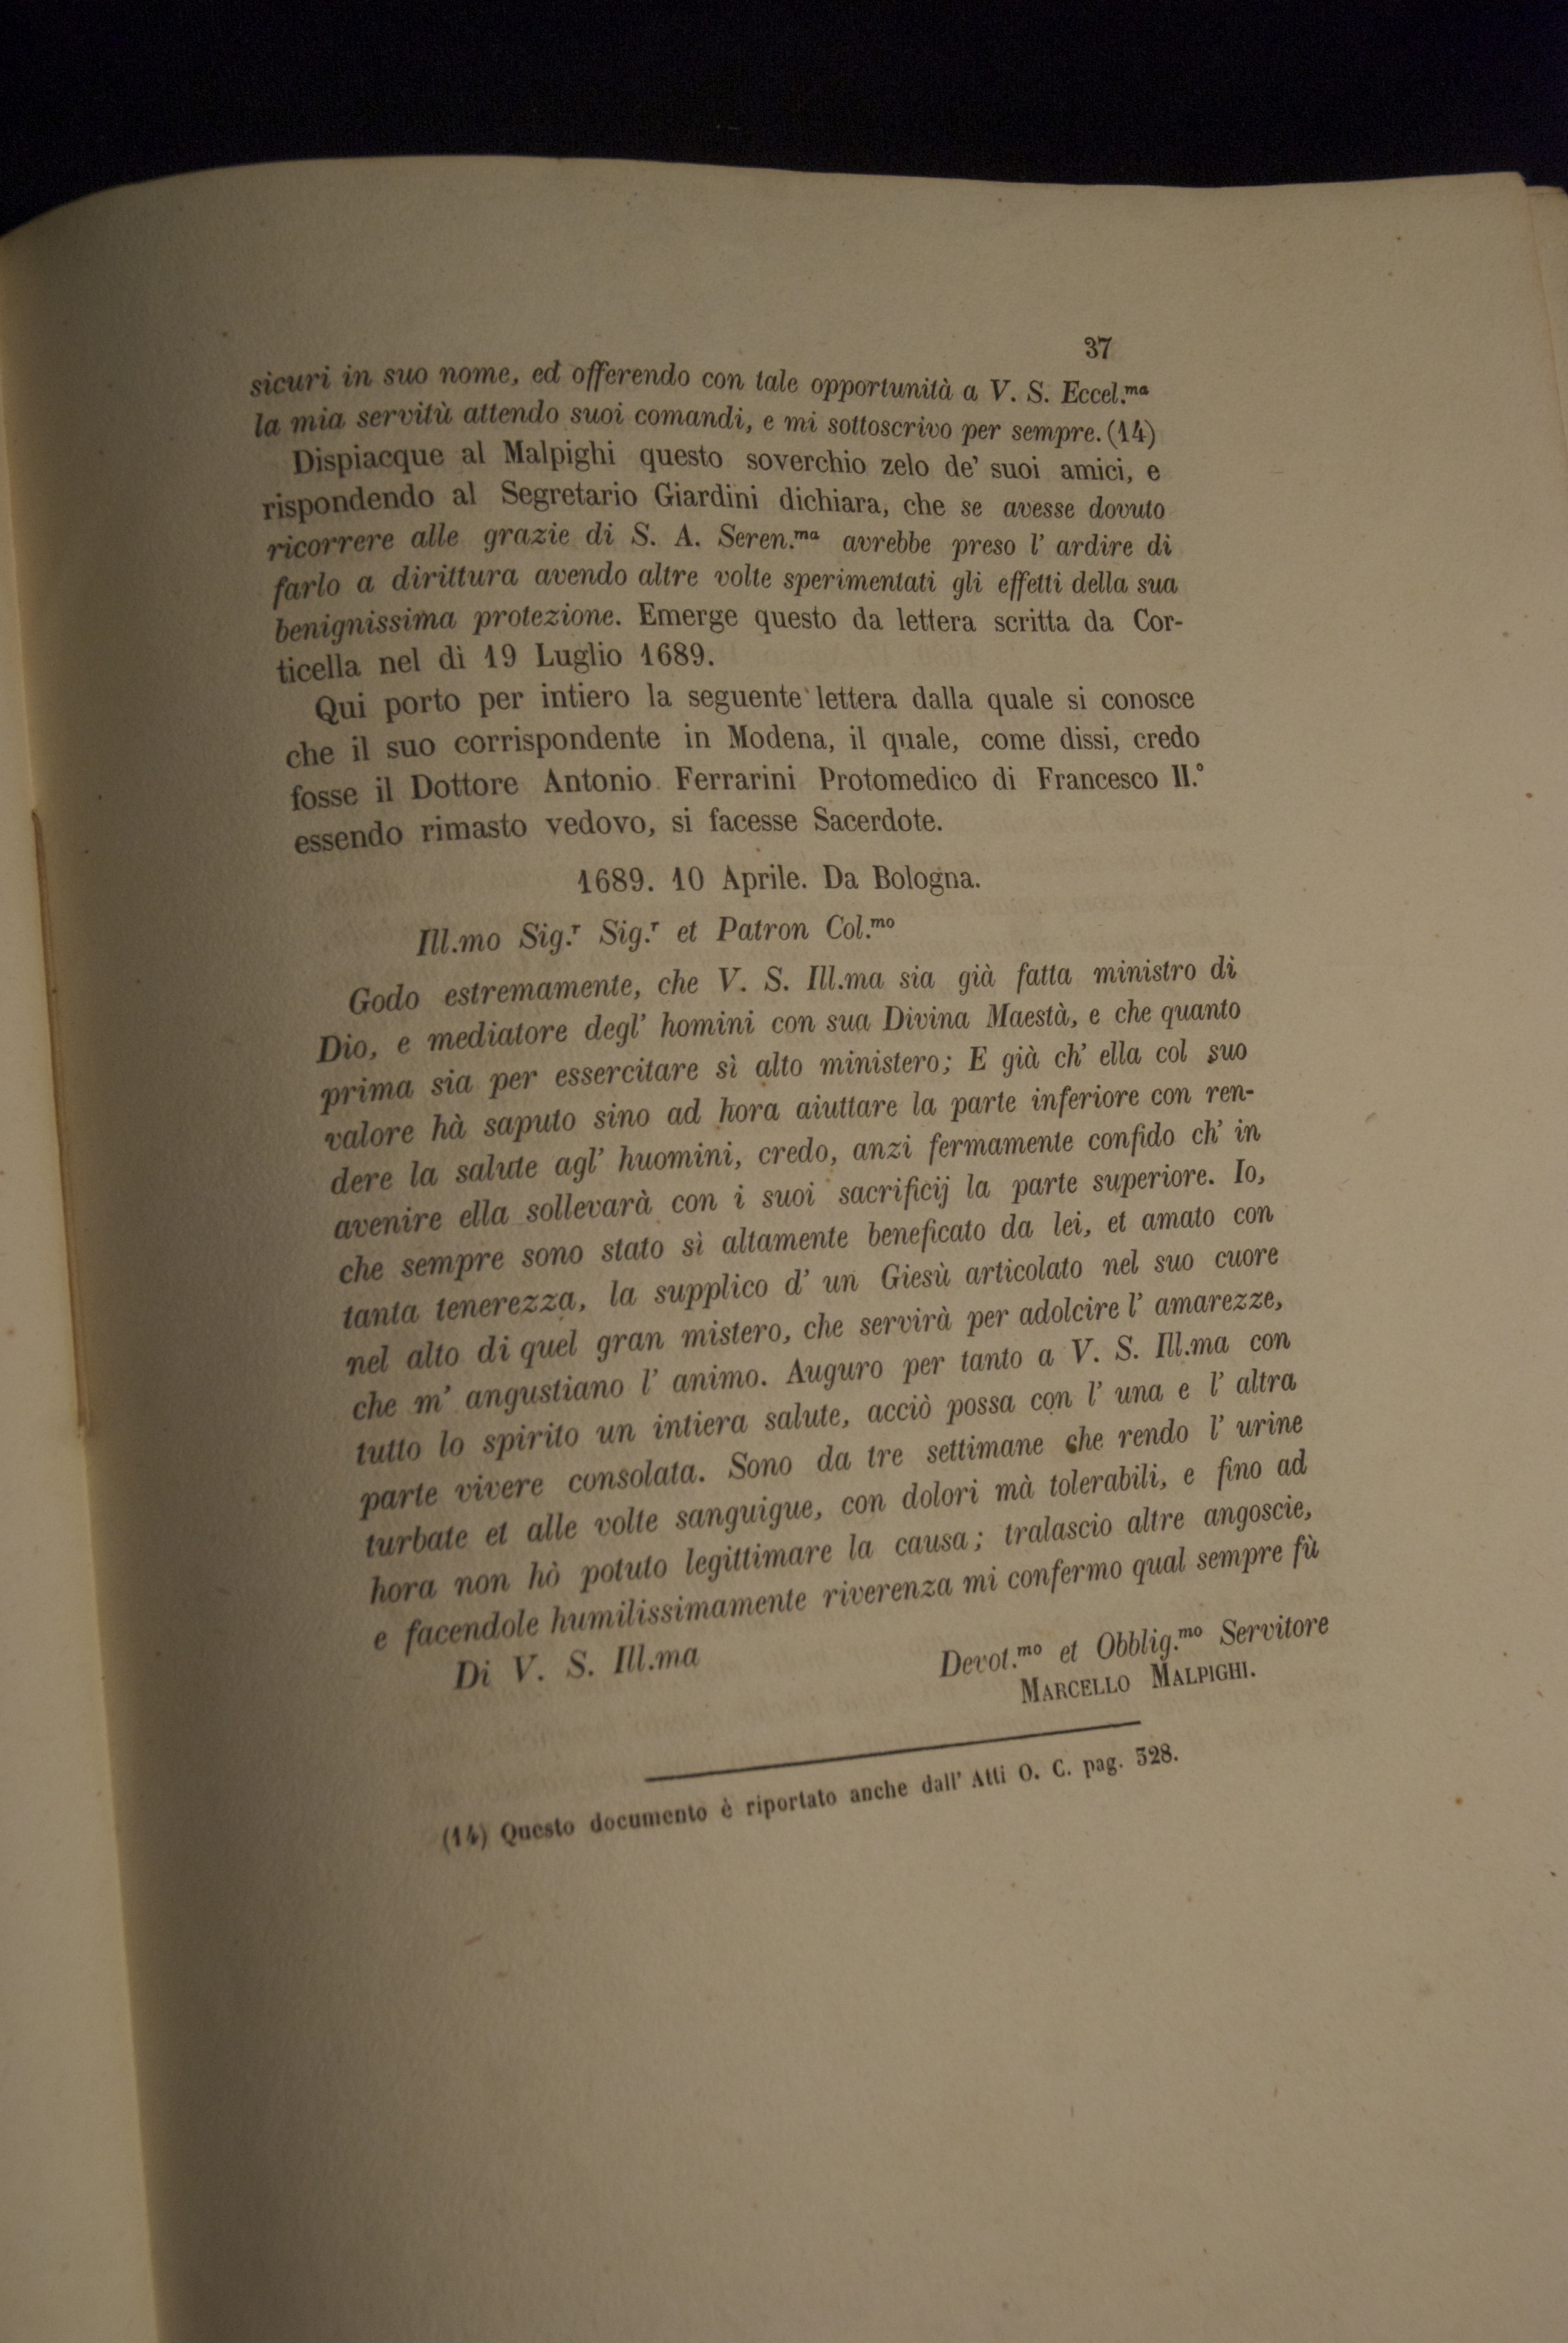 37
sicuri in suo nome, ed offerendo con tale opportunità a V. S. Eccel.ma
la mia servitù attendo suoi comandi, e mi sottoscrivo per sempre. (14)
Dispiacque al Malpighi questo soverchio zelo de' suoi amici, e
rispondendo al Segretario Giardini dichiara, che se avesse dovuto
ricorrere alle grazie di S. A. Seren.ma avrebbe preso l' ardire di
farlo a dirittura avendo altre volte sperimentati gli effetti della sua
benignissima protezione. Emerge questo da lettera scritta da Cor-
ticella nel dì 19 Luglio 1689.
Qui porto per intiero la seguente lettera dalla quale si conosce
che il suo corrispondente in Modena, il quale, come dissi, credo
fosse il Dottore Antonio Ferrarini Protomedico di Francesco II.°
essendo rimasto vedovo, si facesse Sacerdote.
1689. 10 Aprile. Da Bologna.
Ill.mo Sig.r Sig.r et Patron Col.mo
Godo estremamente, che V. S. Ill.ma sia già fatta ministro di
Dio, e mediatore degl' homini con sua Divina Maestà, e che quanto
prima sia per essercitare sì alto ministero; E già ch' ella col suo
valore hà saputo sino ad hora aiuttare la parte inferiore con ren-
dere la salute agl' huomini, credo, anzi fermamente confido ch' in
avenire ella sollevarà con i suoi sacrificij la parte superiore. Io,
che sempre sono stato sì altamente beneficato da lei, et amato con
tanta tenerezza, la supplico d' un Giesù articolato nel suo cuore
nel alto di quel gran mistero, che servirà per adolcire l' amarezze,
che m' angustiano l' animo. Auguro per tanto a V. S. Ill.ma con
tutto lo spirito un intiera salute, acciò possa con l' una e l' altra
parte vivere consolata. Sono da tre settimane che rendo l' urine
turbate et alle volte sanguigue, con dolori mà tolerabili, e fino ad
hora non hò potuto legittimare la causa; tralascio altre angoscie,
e facendole humilissimamente riverenza mi confermo qual sempre fù
Di V. S. Ill.ma
Devot.mo et Obblig.mo Servitore
MARCELLO MALPIGHI.
(14) Questo documento è riportato anche dall' Atti O. C. pag. 328.